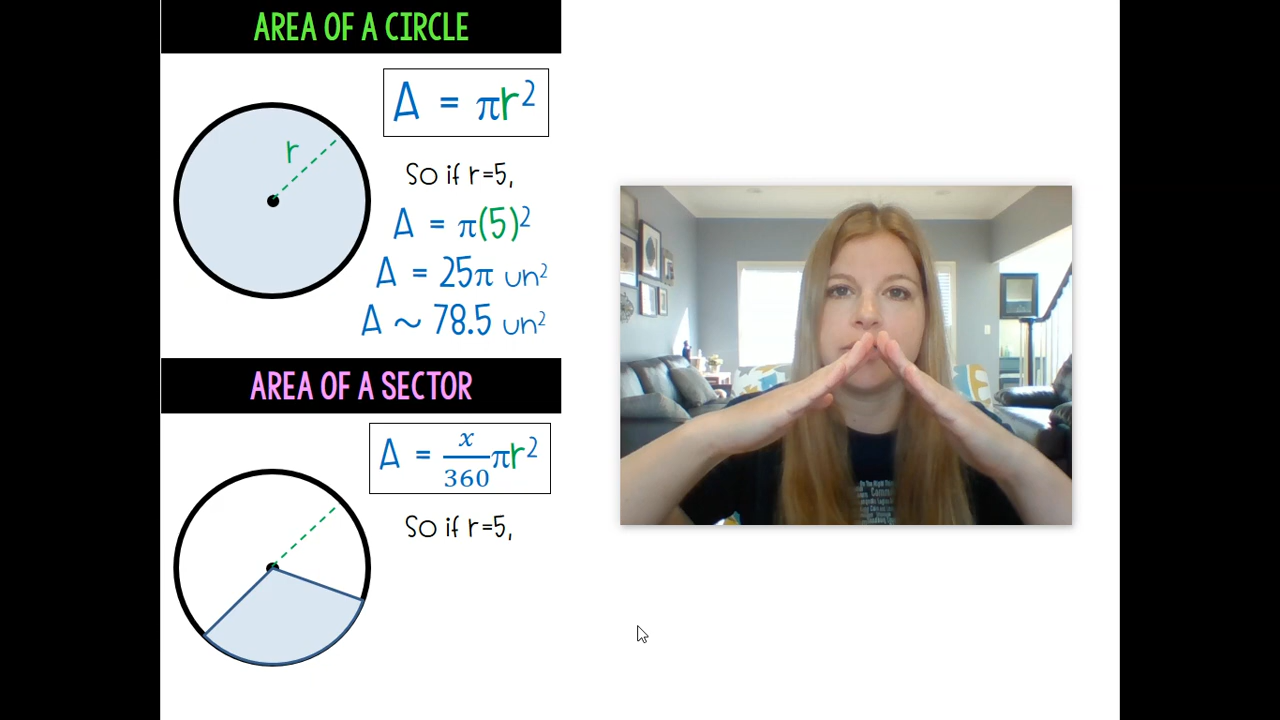 AREA OF A CIRCLE
A = πr²
r
So if r=5,
A = π(5)²
A = 25π un²
A ~ 78.5 un²
AREA OF A SECTOR
A = x/360 πr²
So if r=5,